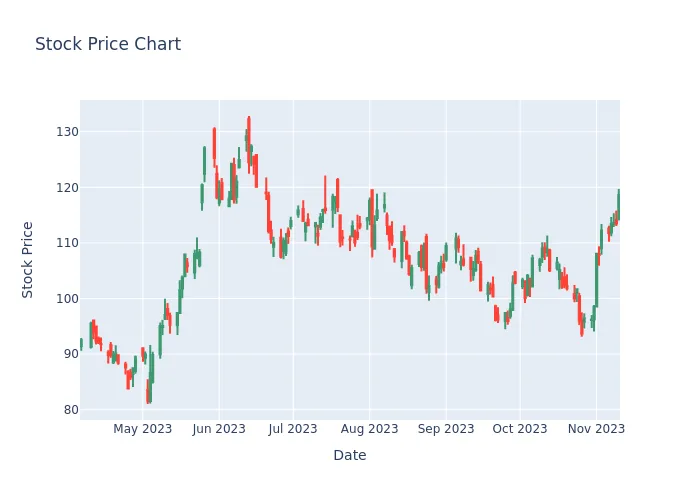 Stock Price Chart
Stock Price
130
120
110
100
90
80
May 2023
Jun 2023
Jul 2023
Aug 2023
Sep 2023
Oct 2023
Nov 2023
Date